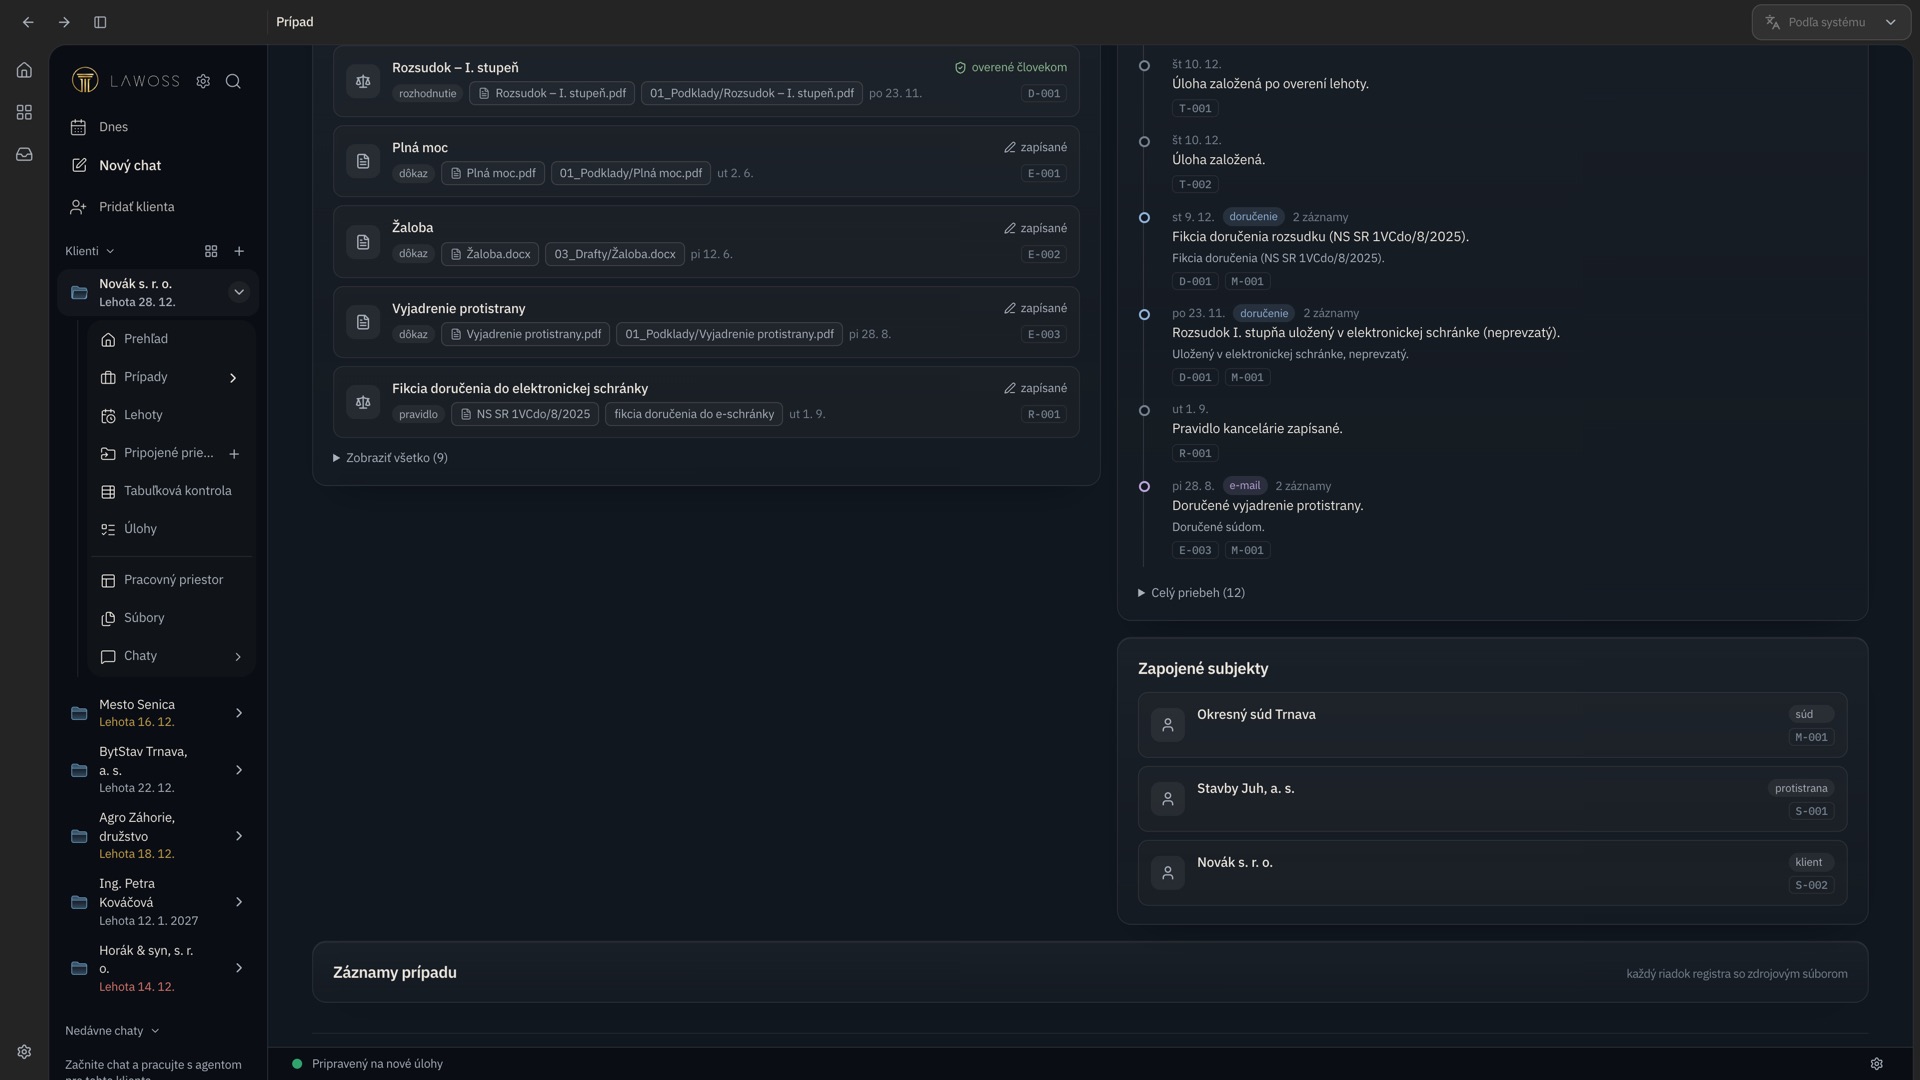 Prípad
Podľa systému
LAWOSS
Dnes
Nový chat
Pridať klienta
Klienti
Novák s. r. o.
Lehota 28. 12.
Prehľad
Prípady
Lehoty
Pripojené prie...
Tabuľková kontrola
Úlohy
Pracovný priestor
Súbory
Chaty
Mesto Senica
Lehota 16. 12.
BytStav Trnava,
a. s.
Lehota 22. 12.
Agro Záhorie,
družstvo
Lehota 18. 12.
Ing. Petra
Kováčová
Lehota 12. 1. 2027
Horák & syn, s. r.
o.
Lehota 14. 12.
Nedávne chaty
Začnite chat a pracujte s agentom
Rozsudok – I. stupeň
overené človekom
rozhodnutie Rozsudok – I. stupeň.pdf 01_Podklady/Rozsudok – I. stupeň.pdf po 23. 11. D-001
Plná moc
zapísané
dôkaz Plná moc.pdf 01_Podklady/Plná moc.pdf ut 2. 6. E-001
Žaloba
zapísané
dôkaz Žaloba.docx 03_Drafty/Žaloba.docx pi 12. 6. E-002
Vyjadrenie protistrany
zapísané
dôkaz Vyjadrenie protistrany.pdf 01_Podklady/Vyjadrenie protistrany.pdf pi 28. 8. E-003
Fikcia doručenia do elektronickej schránky
zapísané
pravidlo NS SR 1VCdo/8/2025 fikcia doručenia do e-schránky ut 1. 9. R-001
Zobraziť všetko (9)
št 10. 12.
Úloha založená po overení lehoty.
T-001
št 10. 12.
Úloha založená.
T-002
st 9. 12. doručenie 2 záznamy
Fikcia doručenia rozsudku (NS SR 1VCdo/8/2025).
Fikcia doručenia (NS SR 1VCdo/8/2025).
D-001 M-001
po 23. 11. doručenie 2 záznamy
Rozsudok I. stupňa uložený v elektronickej schránke (neprevzatý).
Uložený v elektronickej schránke, neprevzatý.
D-001 M-001
ut 1. 9.
Pravidlo kancelárie zapísané.
R-001
pi 28. 8. e-mail 2 záznamy
Doručené vyjadrenie protistrany.
Doručené súdom.
E-003 M-001
Celý priebeh (12)
Zapojené subjekty
Okresný súd Trnava
súd
M-001
Stavby Juh, a. s.
protistrana
S-001
Novák s. r. o.
klient
S-002
Záznamy prípadu
každý riadok registra so zdrojovým súborom
Pripravený na nové úlohy